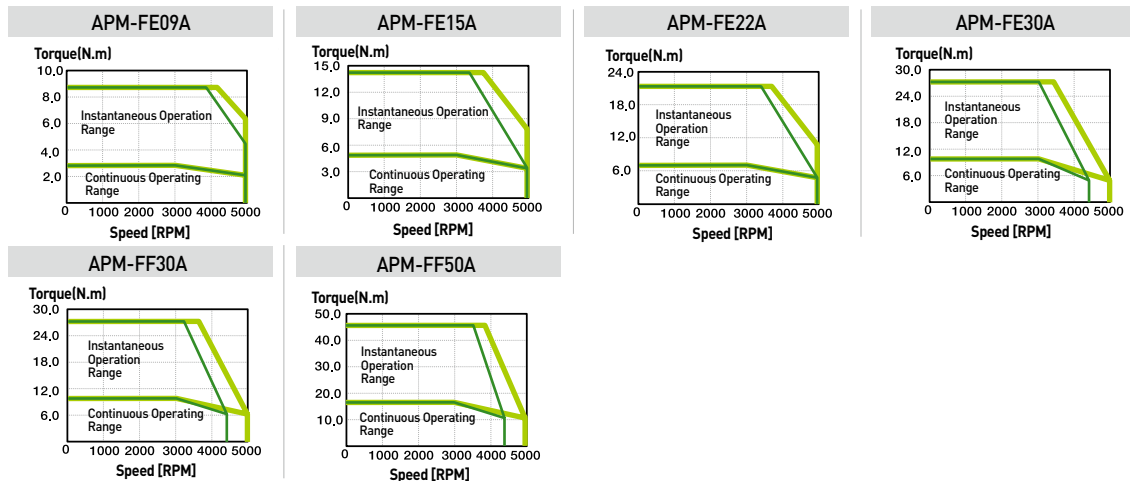 APM-FE09A
Torque(N.m)
10.0
8.0
6.0
4.0
2.0
Instantaneous Operation
Range
Continuous Operating
Range
0 1000 2000 3000 4000 5000
Speed [RPM]
APM-FE15A
Torque(N.m)
15.0
12.0
9.0
6.0
3.0
Instantaneous Operation
Range
Continuous Operating
Range
0 1000 2000 3000 4000 5000
Speed [RPM]
APM-FE22A
Torque(N.m)
24.0
18.0
12.0
6.0
Instantaneous
Operation
Range
Continuous Operating
Range
0 1000 2000 3000 4000 5000
Speed [RPM]
APM-FE30A
Torque(N.m)
30.0
24.0
18.0
12.0
6.0
Instantaneous
Operation
Range
Continuous Operating
Range
0 1000 2000 3000 4000 5000
Speed [RPM]
APM-FF30A
Torque(N.m)
30.0
24.0
18.0
12.0
6.0
Instantaneous
Operation
Range
Continuous Operating
Range
0 1000 2000 3000 4000 5000
Speed [RPM]
APM-FF50A
Torque(N.m)
50.0
40.0
30.0
20.0
10.0
Instantaneous
Operation
Range
Continuous Operating
Range
0 1000 2000 3000 4000 5000
Speed [RPM]